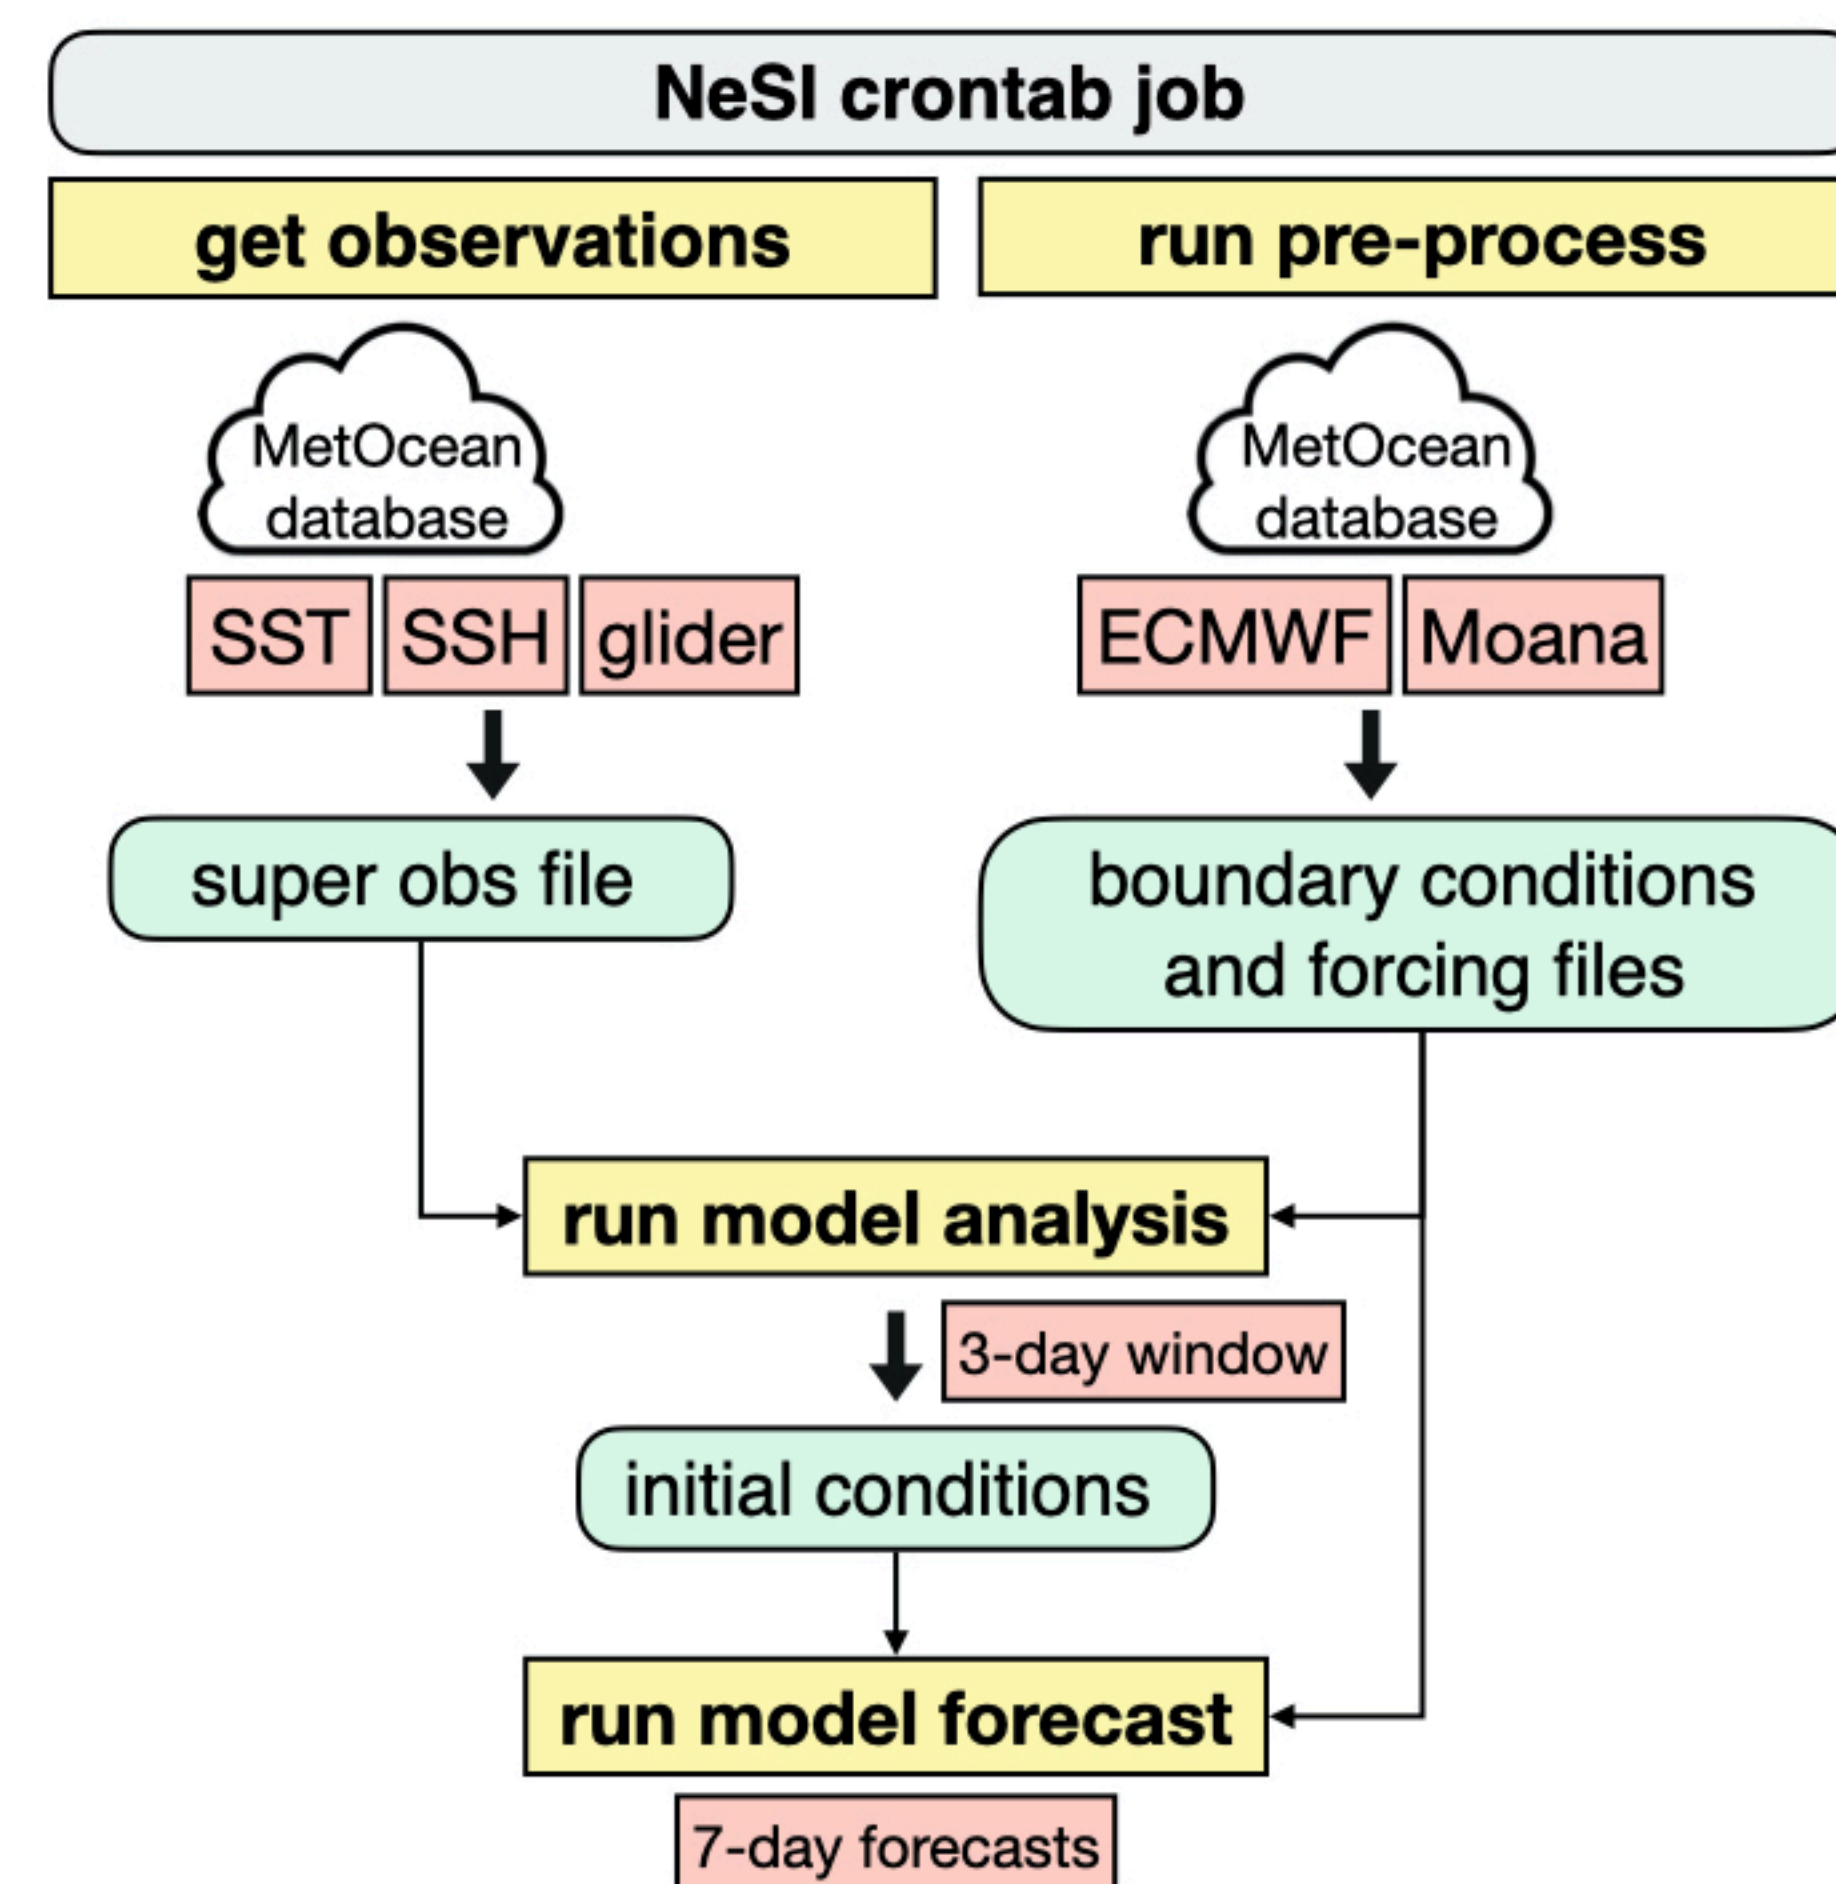 NeSI crontab job
get observations
run pre-process
MetOcean
database
MetOcean
database
SST
SSH
glider
ECMWF
Moana
super obs file
boundary conditions
and forcing files
run model analysis
3-day window
initial conditions
run model forecast
7-day forecasts